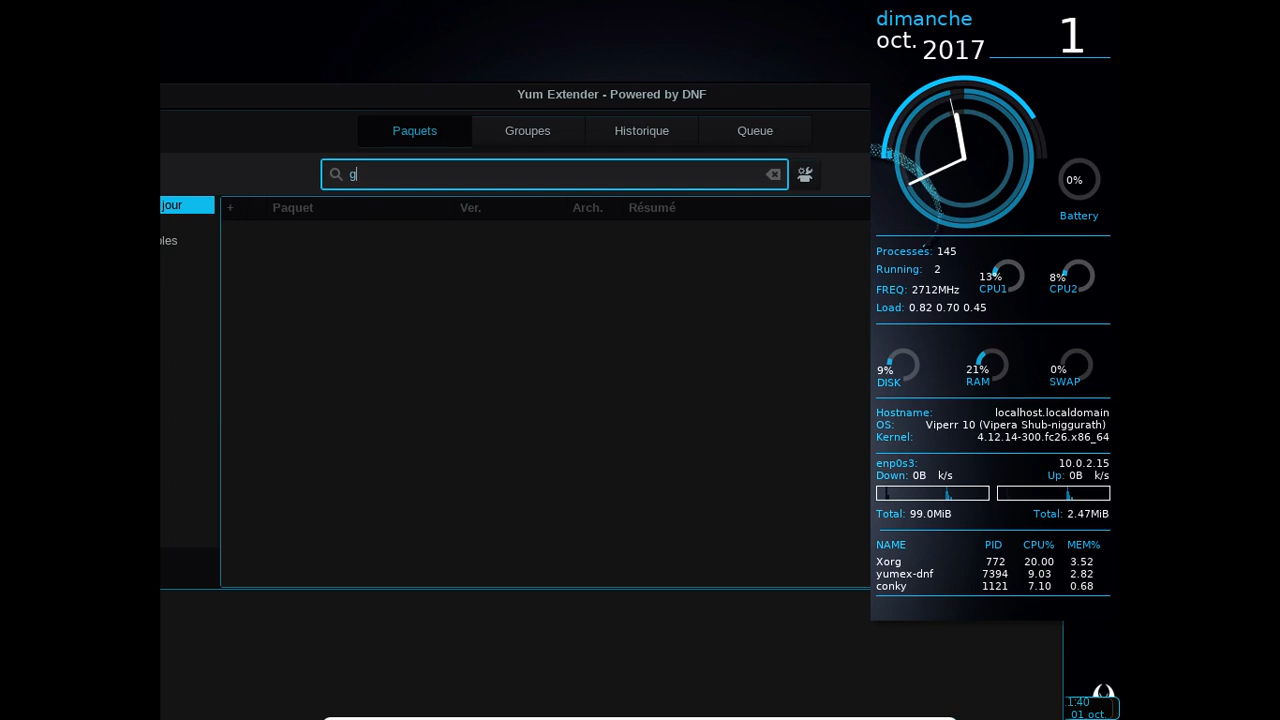 dimanche
oct. 2017 1
Yum Extender - Powered by DNF
Paquets Groupes Historique Queue
g
0%
Battery
jour
+ Paquet Ver. Arch. Résumé
Processes: 145
Running: 2
13% 8%
FREQ: 2712MHz CPU1 CPU2
Load: 0.82 0.70 0.45
9% 21% 0%
DISK RAM SWAP
Hostname: localhost.localdomain
OS: Viperr 10 (Vipera Shub-niggurath)
Kernel: 4.12.14-300.fc26.x86_64
enp0s3: 10.0.2.15
Down: 0B k/s Up: 0B k/s
Total: 99.0MiB Total: 2.47MiB
NAME PID CPU% MEM%
Xorg 772 20.00 3.52
yumex-dnf 7394 9.03 2.82
conky 1121 7.10 0.68
01 oct.